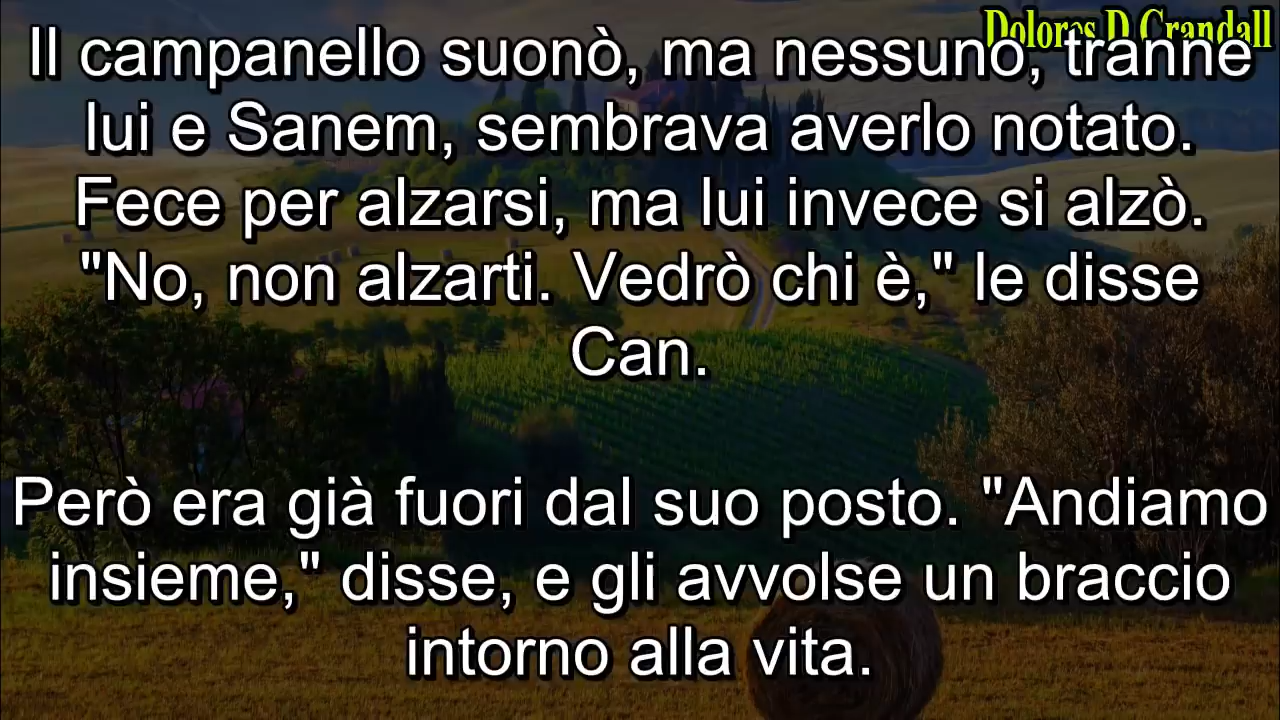 Dolores D Crandall
Il campanello suonò, ma nessuno, tranne
lui e Sanem, sembrava averlo notato.
Fece per alzarsi, ma lui invece si alzò.
"No, non alzarti. Vedrò chi è," le disse
Can.
Però era già fuori dal suo posto. "Andiamo
insieme," disse, e gli avvolse un braccio
intorno alla vita.